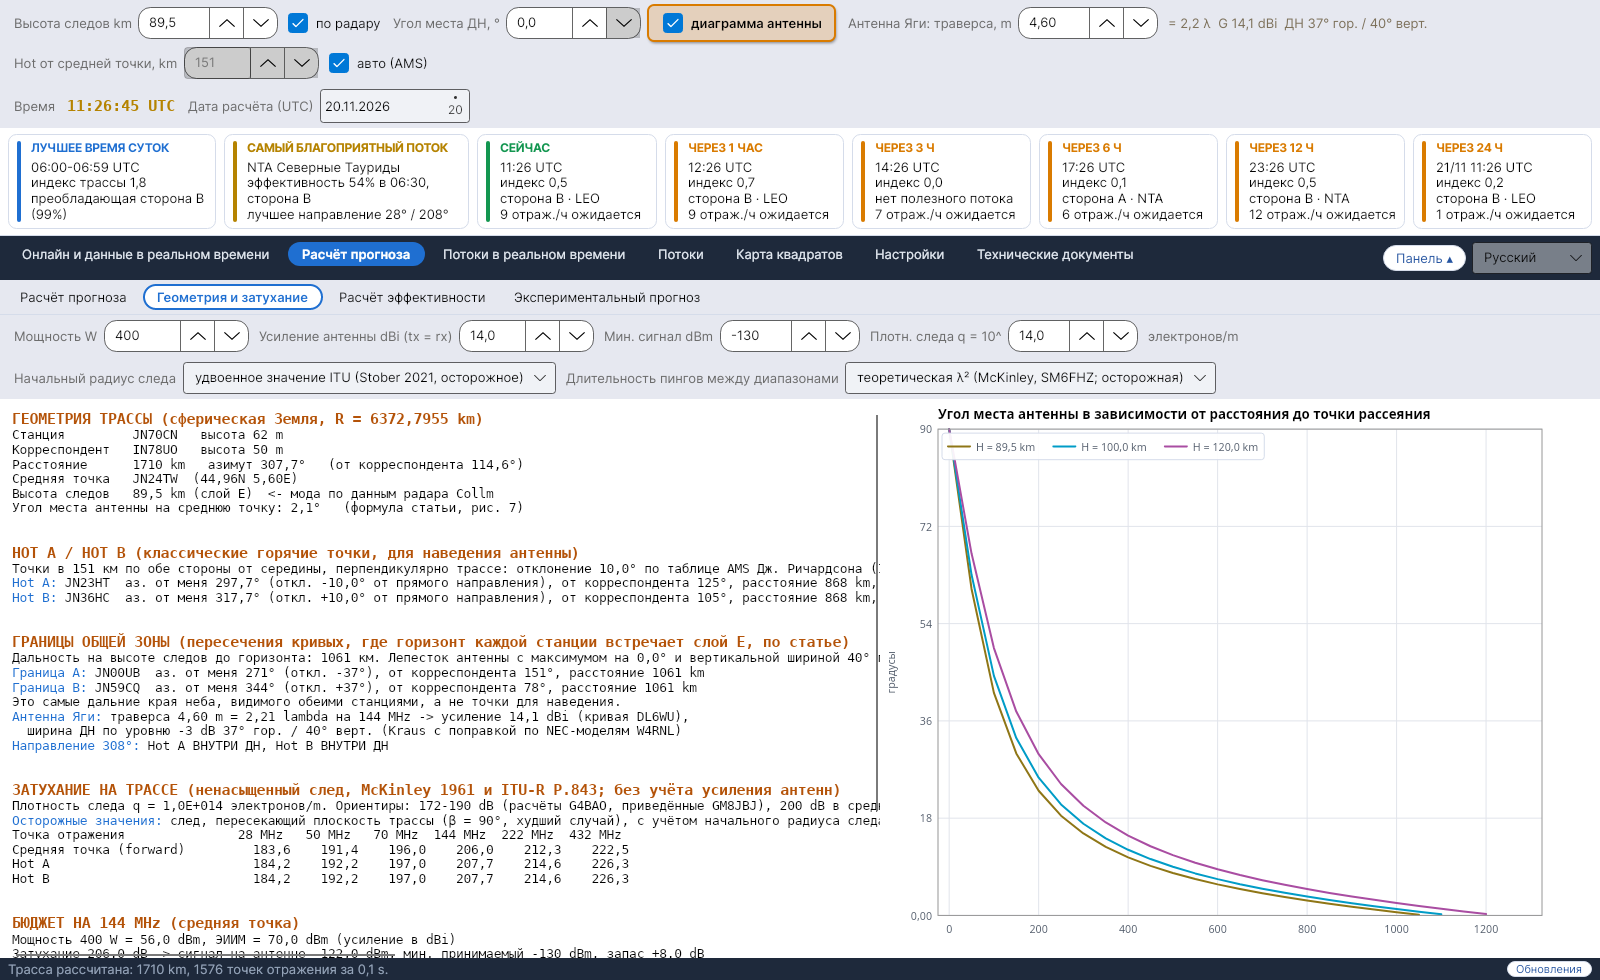 Высота следов km 89,5 по радару Угол места ДН, ° 0,0 диаграмма антенны Антенна Яги: траверса, m 4,60 = 2,2 λ G 14,1 dBi ДН 37° гор. / 40° верт.
Hot от средней точки, km 151 авто (AMS)
Время 11:26:45 UTC Дата расчёта (UTC) 20.11.2026 20
ЛУЧШЕЕ ВРЕМЯ СУТОК
06:00-06:59 UTC
индекс трассы 1,8
преобладающая сторона B
(99%)
САМЫЙ БЛАГОПРИЯТНЫЙ ПОТОК
NTA Северные Тауриды
эффективность 54% в 06:30,
сторона B
лучшее направление 28° / 208°
СЕЙЧАС
11:26 UTC
индекс 0,5
сторона B · LEO
9 отраж./ч ожидается
ЧЕРЕЗ 1 ЧАС
12:26 UTC
индекс 0,7
сторона B · LEO
9 отраж./ч ожидается
ЧЕРЕЗ 3 Ч
14:26 UTC
индекс 0,0
нет полезного потока
7 отраж./ч ожидается
ЧЕРЕЗ 6 Ч
17:26 UTC
индекс 0,1
сторона A · NTA
6 отраж./ч ожидается
ЧЕРЕЗ 12 Ч
23:26 UTC
индекс 0,5
сторона B · NTA
12 отраж./ч ожидается
ЧЕРЕЗ 24 Ч
21/11 11:26 UTC
индекс 0,2
сторона B · LEO
1 отраж./ч ожидается
Онлайн и данные в реальном времени Расчёт прогноза Потоки в реальном времени Потоки Карта квадратов Настройки Технические документы Панель ▴ Русский
Расчёт прогноза Геометрия и затухание Расчёт эффективности Экспериментальный прогноз
Мощность W 400 Усиление антенны dBi (tx = rx) 14,0 Мин. сигнал dBm -130 Плотн. следа q = 10^ 14,0 электронов/m
Начальный радиус следа удвоенное значение ITU (Stober 2021, осторожное) Длительность пингов между диапазонами теоретическая λ² (McKinley, SM6FHZ; осторожная)
ГЕОМЕТРИЯ ТРАССЫ (сферическая Земля, R = 6372,7955 km)
Станция JN70CN высота 62 m
Корреспондент IN78UO высота 50 m
Расстояние 1710 km азимут 307,7° (от корреспондента 114,6°)
Средняя точка JN24TW (44,96N 5,60E)
Высота следов 89,5 km (слой E) <- мода по данным радара Collm
Угол места антенны на среднюю точку: 2,1° (формула статьи, рис. 7)
HOT A / HOT B (классические горячие точки, для наведения антенны)
Точки в 151 км по обе стороны от середины, перпендикулярно трассе: отклонение 10,0° по таблице AMS Дж. Ричардсона (
Hot A: JN23HT аз. от меня 297,7° (откл. -10,0° от прямого направления), от корреспондента 125°, расстояние 868 km,
Hot B: JN36HC аз. от меня 317,7° (откл. +10,0° от прямого направления), от корреспондента 105°, расстояние 868 km,
ГРАНИЦЫ ОБЩЕЙ ЗОНЫ (пересечения кривых, где горизонт каждой станции встречает слой E, по статье)
Дальность на высоте следов до горизонта: 1061 км. Лепесток антенны с максимумом на 0,0° и вертикальной шириной 40°
Граница A: JN00UB аз. от меня 271° (откл. -37°), от корреспондента 151°, расстояние 1061 km
Граница B: JN59CQ аз. от меня 344° (откл. +37°), от корреспондента 78°, расстояние 1061 km
Это самые дальние края неба, видимого обеими станциями, а не точки для наведения.
Антенна Яги: траверса 4,60 m = 2,21 lambda на 144 MHz -> усиление 14,1 dBi (кривая DL6WU),
ширина ДН по уровню -3 dB 37° гор. / 40° верт. (Kraus с поправкой по NEC-моделям W4RNL)
Направление 308°: Hot A ВНУТРИ ДН, Hot B ВНУТРИ ДН
ЗАТУХАНИЕ НА ТРАССЕ (ненасыщенный след, McKinley 1961 и ITU-R P.843; без учёта усиления антенн)
Плотность следа q = 1,0E+014 электронов/m. Ориентиры: 172-190 dB (расчёты G4BAO, приведённые GM8JBJ), 200 dB в сред
Осторожные значения: след, пересекающий плоскость трассы (β = 90°, худший случай), с учётом начального радиуса след
Точка отражения 28 MHz 50 MHz 70 MHz 144 MHz 222 MHz 432 MHz
Средняя точка (forward) 183,6 191,4 196,0 206,0 212,3 222,5
Hot A 184,2 192,2 197,0 207,7 214,6 226,3
Hot B 184,2 192,2 197,0 207,7 214,6 226,3
БЮДЖЕТ НА 144 MHz (средняя точка)
Мощность 400 W = 56,0 dBm, ЭИИМ = 70,0 dBm (усиление в dBi)
Затухание 206,0 dB -> сигнал на антенне -122,0 dBm, мин. принимаемый -130 dBm, запас +8,0 dB
Угол места антенны в зависимости от расстояния до точки рассеяния
H = 89,5 km H = 100,0 km H = 120,0 km
градусы
90
72
54
36
18
0,00
0 200 400 600 800 1000 1200
Трасса рассчитана: 1710 km, 1576 точек отражения за 0,1 s. Обновления